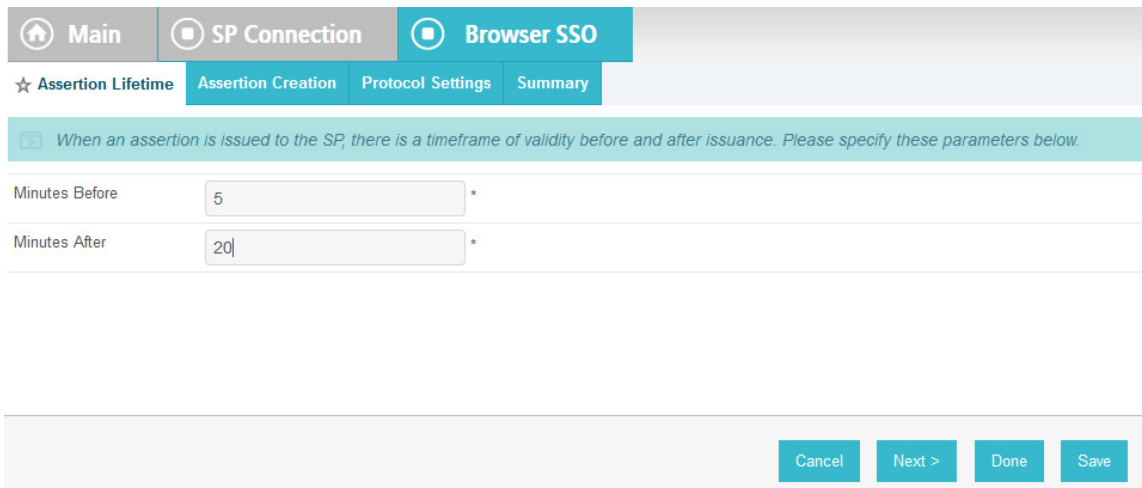 Main SP Connection Browser SSO
Assertion Lifetime Assertion Creation Protocol Settings Summary
When an assertion is issued to the SP, there is a timeframe of validity before and after issuance. Please specify these parameters below.
Minutes Before 5 *
Minutes After 20 *
Cancel Next > Done Save